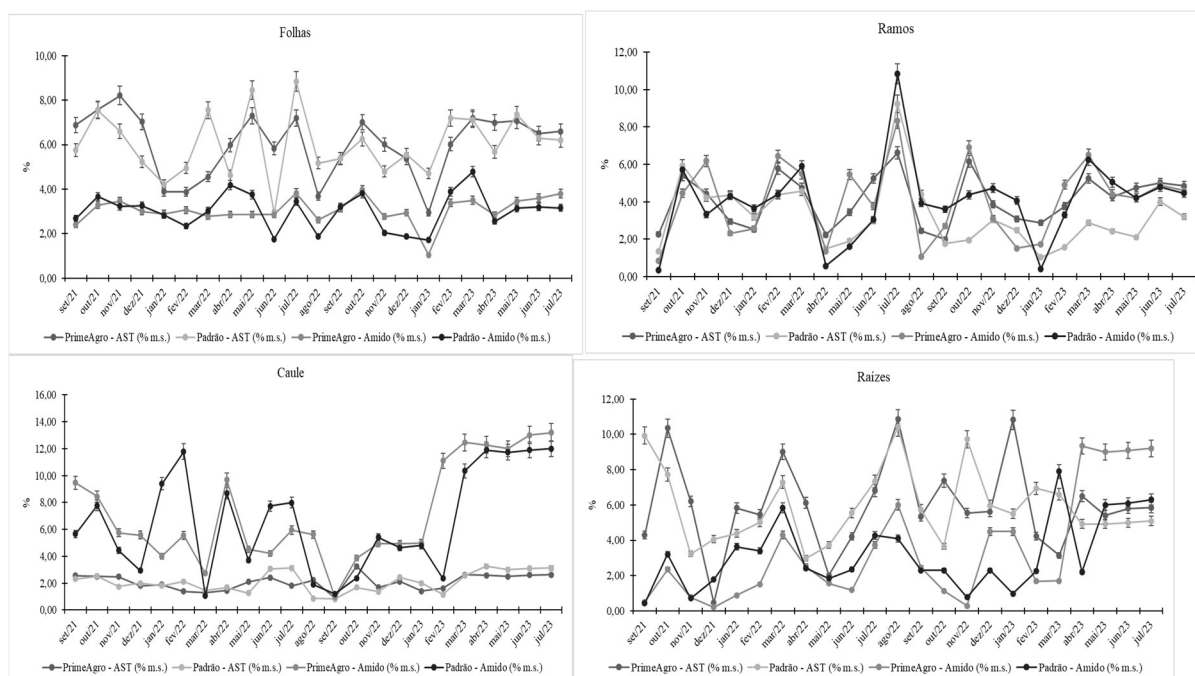 Folhas
10,00
8,00
6,00
4,00
2,00
0,00
%
set/21 out/21 nov/21 dez/21 jan/22 fev/22 mar/22 abr/22 mai/22 jun/22 jul/22 ago/22 set/22 out/22 nov/22 dez/22 jan/23 fev/23 mar/23 abr/23 mai/23 jun/23 jul/23
PrimeAgro - AST (% m.s.) Padrão - AST (% m.s.) PrimeAgro - Amido (% m.s.) Padrão - Amido (% m.s.)
Ramos
12,00
10,00
8,00
6,00
4,00
2,00
0,00
%
set/21 out/21 nov/21 dez/21 jan/22 fev/22 mar/22 abr/22 mai/22 jun/22 jul/22 ago/22 set/22 out/22 nov/22 dez/22 jan/23 fev/23 mar/23 abr/23 mai/23 jun/23 jul/23
PrimeAgro - AST (% m.s.) Padrão - AST (% m.s.) PrimeAgro - Amido (% m.s.) Padrão - Amido (% m.s.)
Caule
16,00
14,00
12,00
10,00
8,00
6,00
4,00
2,00
0,00
%
set/21 out/21 nov/21 dez/21 jan/22 fev/22 mar/22 abr/22 mai/22 jun/22 jul/22 ago/22 set/22 out/22 nov/22 dez/22 jan/23 fev/23 mar/23 abr/23 mai/23 jun/23 jul/23
PrimeAgro - AST (% m.s.) Padrão - AST (% m.s.) PrimeAgro - Amido (% m.s.) Padrão - Amido (% m.s.)
Raízes
12,00
10,00
8,00
6,00
4,00
2,00
0,00
%
set/21 out/21 nov/21 dez/21 jan/22 fev/22 mar/22 abr/22 mai/22 jun/22 jul/22 ago/22 set/22 out/22 nov/22 dez/22 jan/23 fev/23 mar/23 abr/23 mai/23 jun/23 jul/23
PrimeAgro - AST (% m.s.) Padrão - AST (% m.s.) PrimeAgro - Amido (% m.s.) Padrão - Amido (% m.s.)